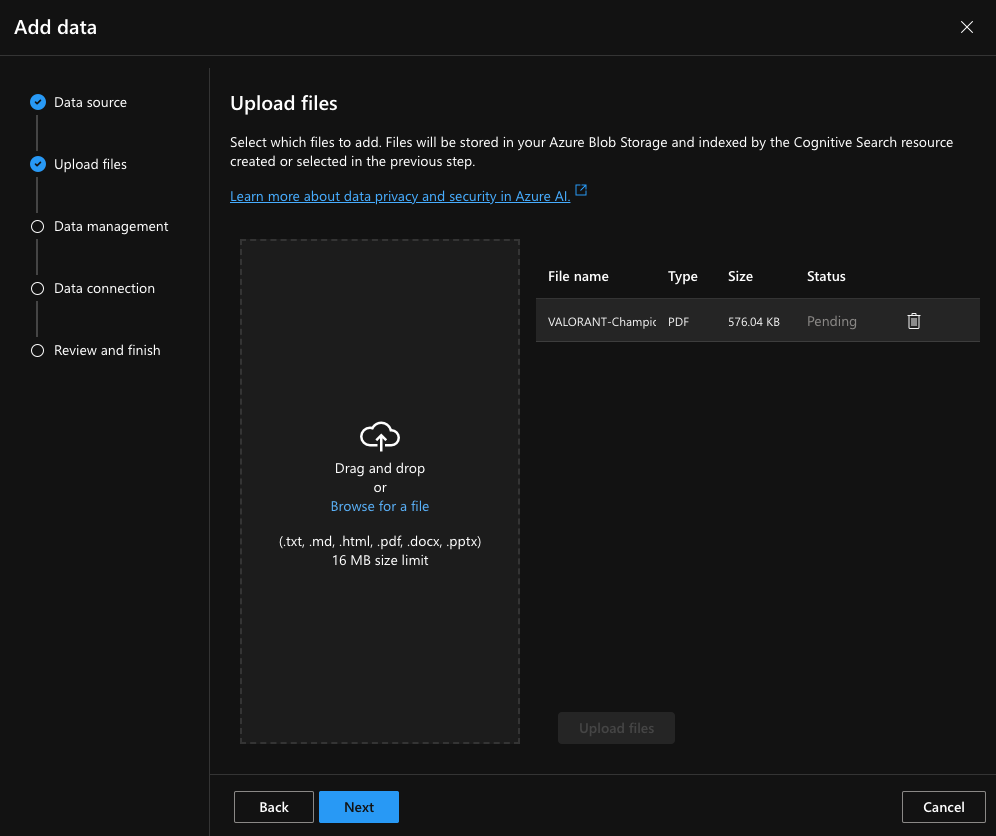 Add data
Data source
Upload files
Data management
Data connection
Review and finish
Upload files
Select which files to add. Files will be stored in your Azure Blob Storage and indexed by the Cognitive Search resource
created or selected in the previous step.
Learn more about data privacy and security in Azure AI.
Drag and drop
or
Browse for a file
(.txt, .md, .html, .pdf, .docx, .pptx)
16 MB size limit
File name Type Size Status
VALORANT-Champic PDF 576.04 KB Pending
Upload files
Back Next Cancel